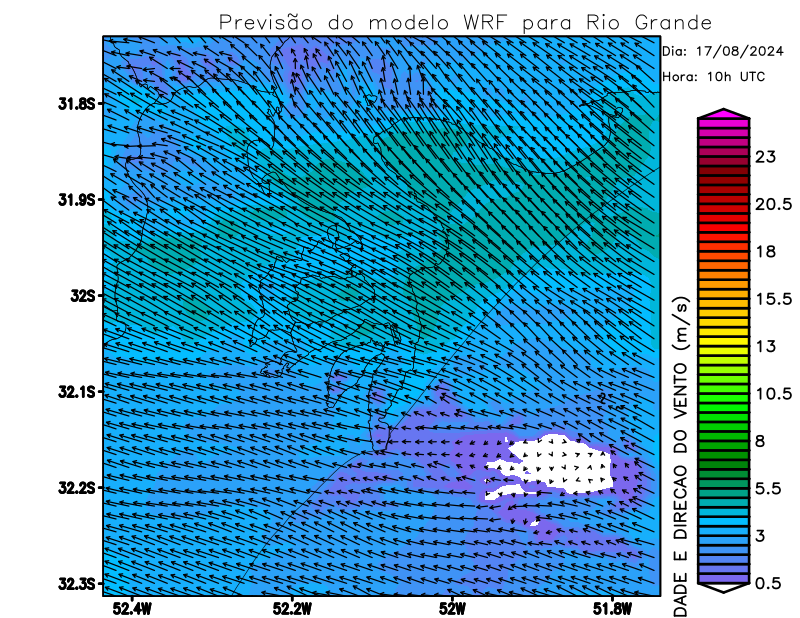 Previsão do modelo WRF para Rio Grande
Dia: 17/08/2024
Hora: 10h UTC
31.8S
31.9S
32S
32.1S
32.2S
32.3S
52.4W
52.2W
52W
51.8W
23
20.5
18
15.5
13
10.5
8
5.5
3
0.5
DADE E DIRECAO DO VENTO (m/s)